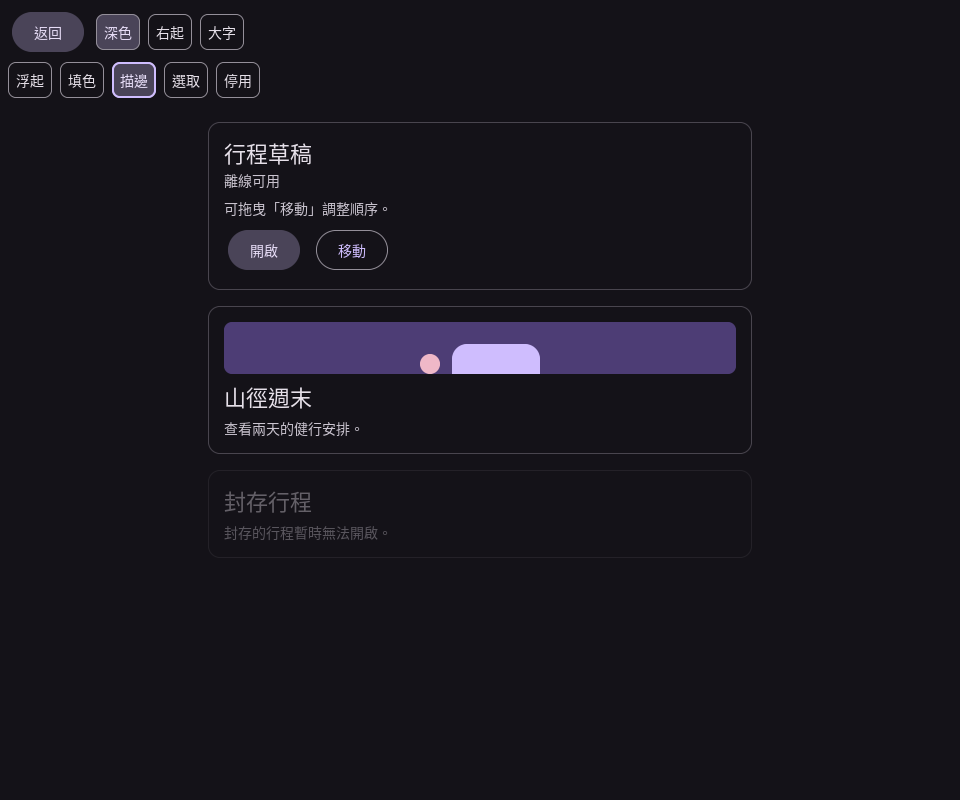 返回 深色 右起 大字
浮起 填色 描邊 選取 停用
行程草稿
離線可用
可拖曳「移動」調整順序。
開啟 移動
山徑週末
查看兩天的健行安排。
封存行程
封存的行程暫時無法開啟。